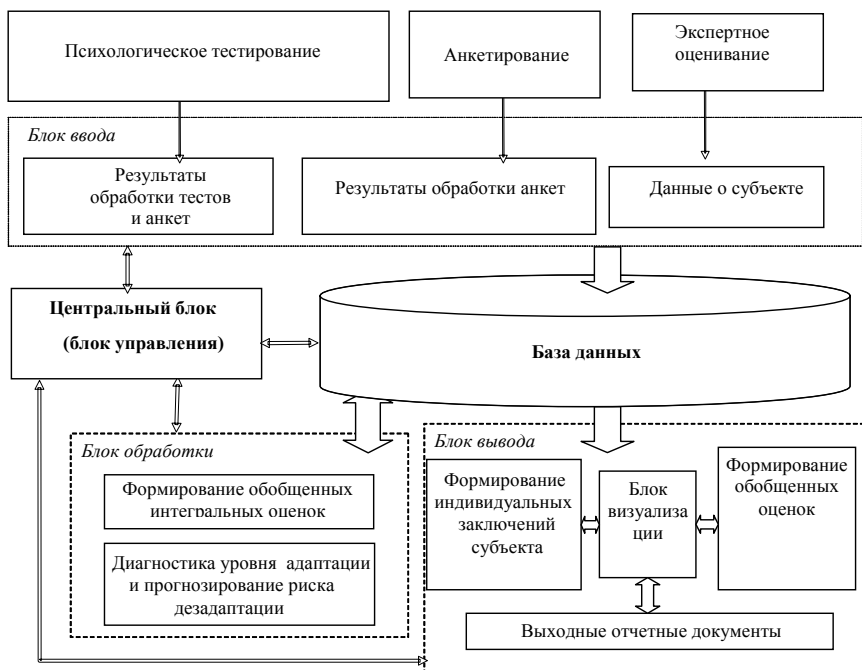 Психологическое тестирование
Анкетирование
Экспертное
оценивание
Блок ввода
Результаты
обработки тестов
и анкет
Результаты обработки анкет
Данные о субъекте
Центральный блок
(блок управления)
База данных
Блок обработки
Формирование обобщенных
интегральных оценок
Диагностика уровня адаптации
и прогнозирование риска
дезадаптации
Блок вывода
Формирование
индивидуальных
заключений
субъекта
Блок
визуализа
ции
Формирование
обобщенных
оценок
Выходные отчетные документы